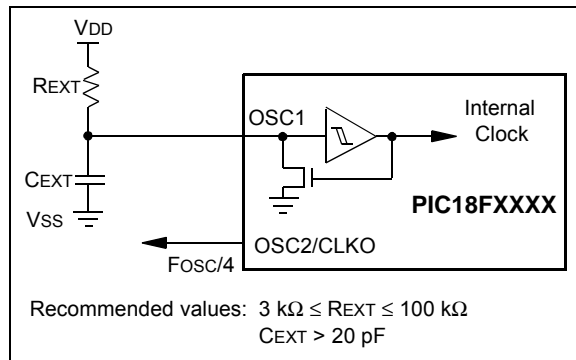 VDD
REXT
OSC1
Internal
Clock
CEXT
PIC18FXXXX
VSS
OSC2/CLKO
FOSC/4
Recommended values: 3 kΩ ≤ REXT ≤ 100 kΩ
CEXT > 20 pF